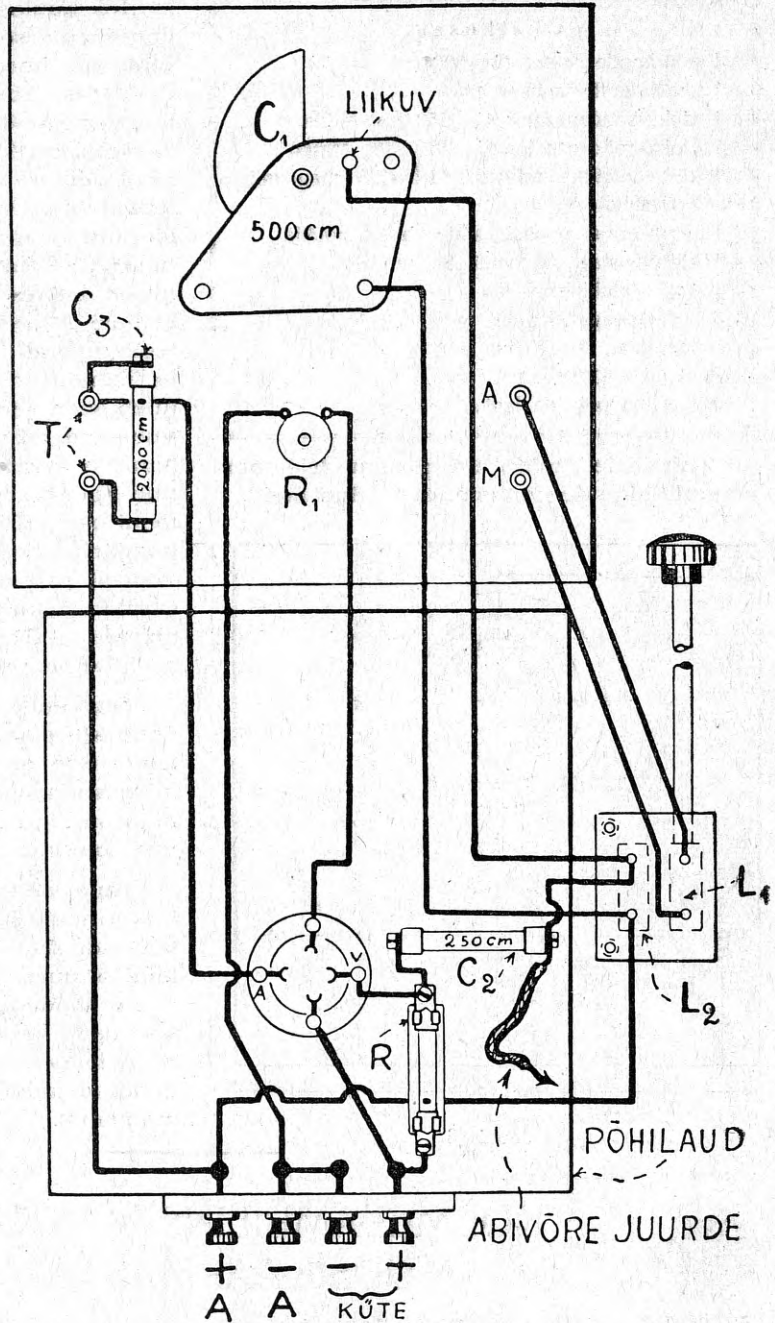 LIIKUV
C₁
500cm
C₃
2000cm
T
R₁
A
M
L₁
L₂
A
V
250cm
C₂
R
PÕHILAUD
ABIVÕRE JUURDE
+ − − +
A A KÜTE